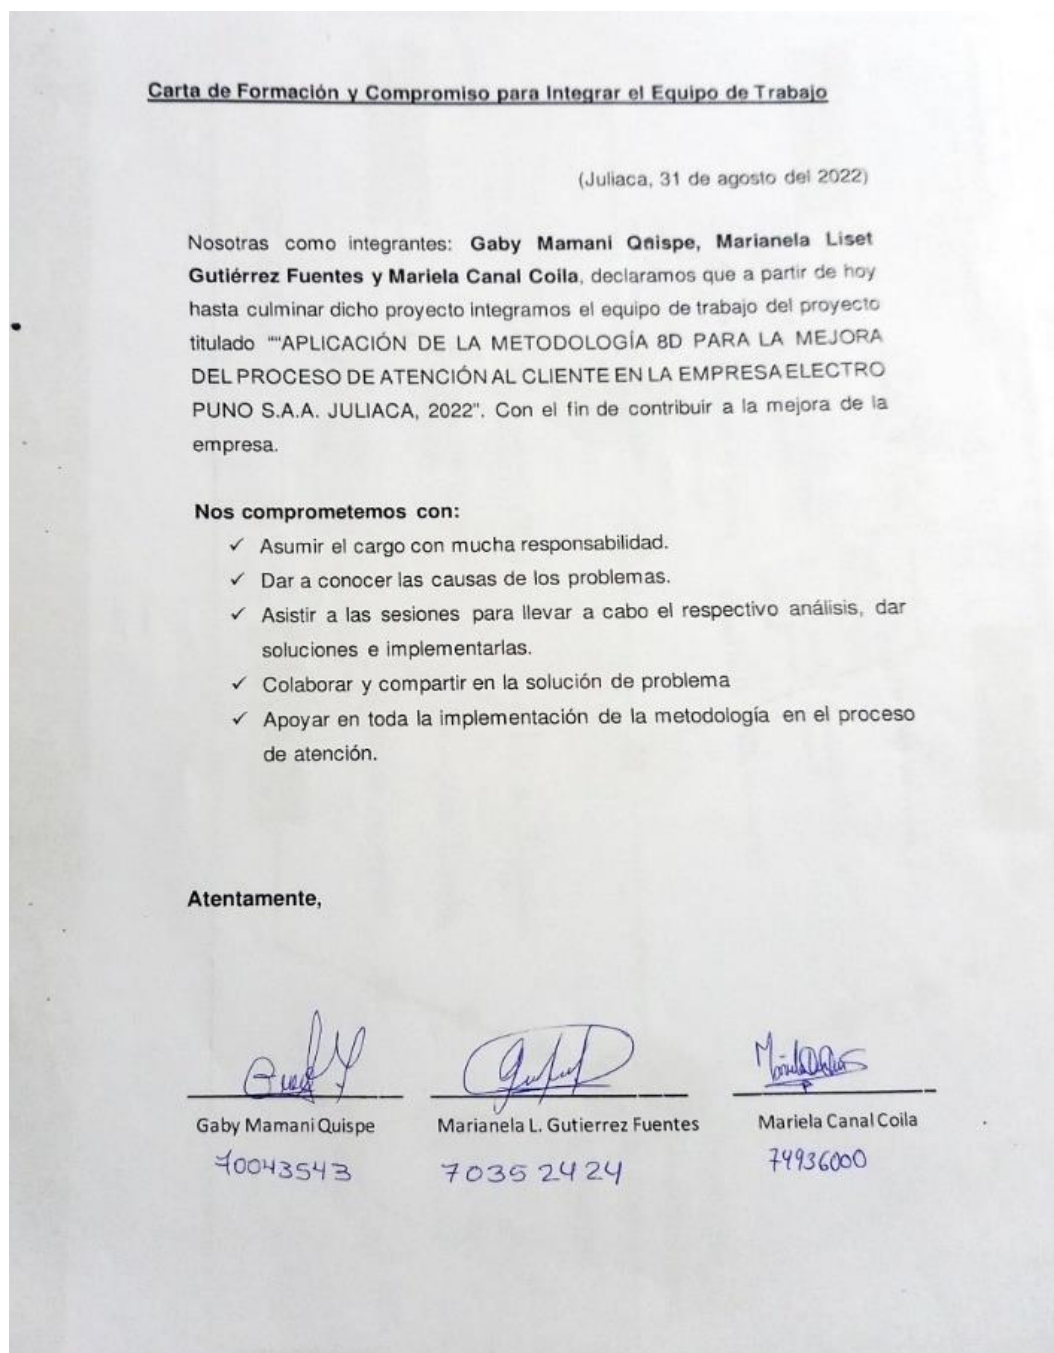 Carta de Formación y Compromiso para Integrar el Equipo de Trabajo
(Juliaca, 31 de agosto del 2022)
Nosotras como integrantes: Gaby Mamani Qnispe, Marianela Liset
Gutiérrez Fuentes y Mariela Canal Coila, declaramos que a partir de hoy
hasta culminar dicho proyecto integramos el equipo de trabajo del proyecto
titulado ""APLICACIÓN DE LA METODOLOGÍA 8D PARA LA MEJORA
DEL PROCESO DE ATENCIÓN AL CLIENTE EN LA EMPRESA ELECTRO
PUNO S.A.A. JULIACA, 2022". Con el fin de contribuir a la mejora de la
empresa.
Nos comprometemos con:
✓ Asumir el cargo con mucha responsabilidad.
✓ Dar a conocer las causas de los problemas.
✓ Asistir a las sesiones para llevar a cabo el respectivo análisis, dar
soluciones e implementarlas.
✓ Colaborar y compartir en la solución de problema
✓ Apoyar en toda la implementación de la metodología en el proceso
de atención.
Atentamente,
Gaby Mamani Quispe Marianela L. Gutierrez Fuentes Mariela Canal Coila
70043543 70352424 74936000